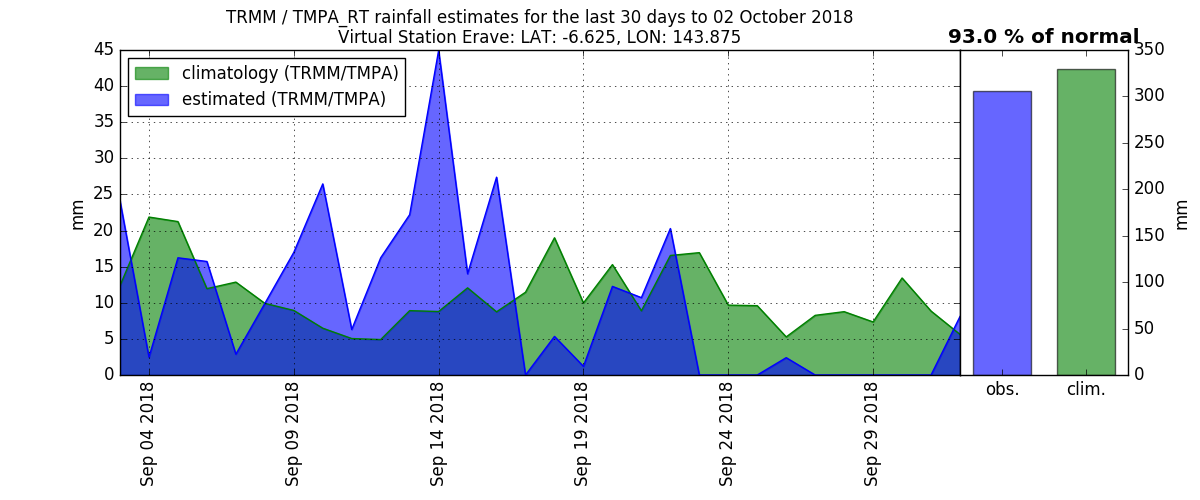 TRMM / TMPA_RT rainfall estimates for the last 30 days to 02 October 2018
Virtual Station Erave: LAT: -6.625, LON: 143.875
93.0 % of normal
climatology (TRMM/TMPA)
estimated (TRMM/TMPA)
45
40
35
30
25
20
15
10
5
0
mm
Sep 04 2018
Sep 09 2018
Sep 14 2018
Sep 19 2018
Sep 24 2018
Sep 29 2018
obs.
clim.
350
300
250
200
150
100
50
0
mm